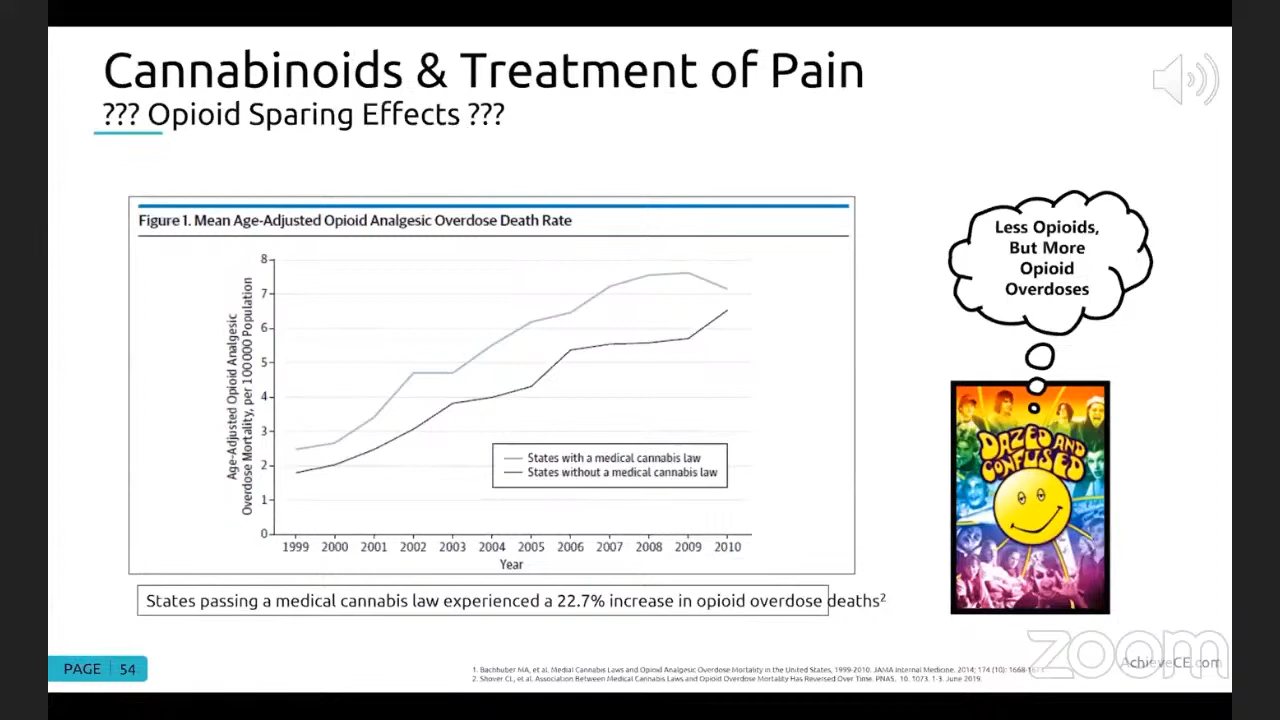 Cannabinoids & Treatment of Pain
??? Opioid Sparing Effects ???
Figure 1. Mean Age-Adjusted Opioid Analgesic Overdose Death Rate
Age-Adjusted Opioid Analgesic
Overdose Mortality, per 100 000 Population
8
7
6
5
4
3
2
1
0
States with a medical cannabis law
States without a medical cannabis law
1999 2000 2001 2002 2003 2004 2005 2006 2007 2008 2009 2010
Year
States passing a medical cannabis law experienced a 22.7% increase in opioid overdose deaths²
Less Opioids,
But More
Opioid
Overdoses
DAZED AND
CONFUSED
PAGE 54
1. Bachhuber MA, et al. Medial Cannabis Laws and Opioid Analgesic Overdose Mortality in the United States, 1999-2010. JAMA Internal Medicine. 2014; 174 (10): 1668-
2. Shover CL, et al. Association Between Medical Cannabis Laws and Opioid Overdose Mortality Has Reversed Over Time. PNAS. 10. 1073. 1-3. June 2019.
AchieveCE.com
zoom